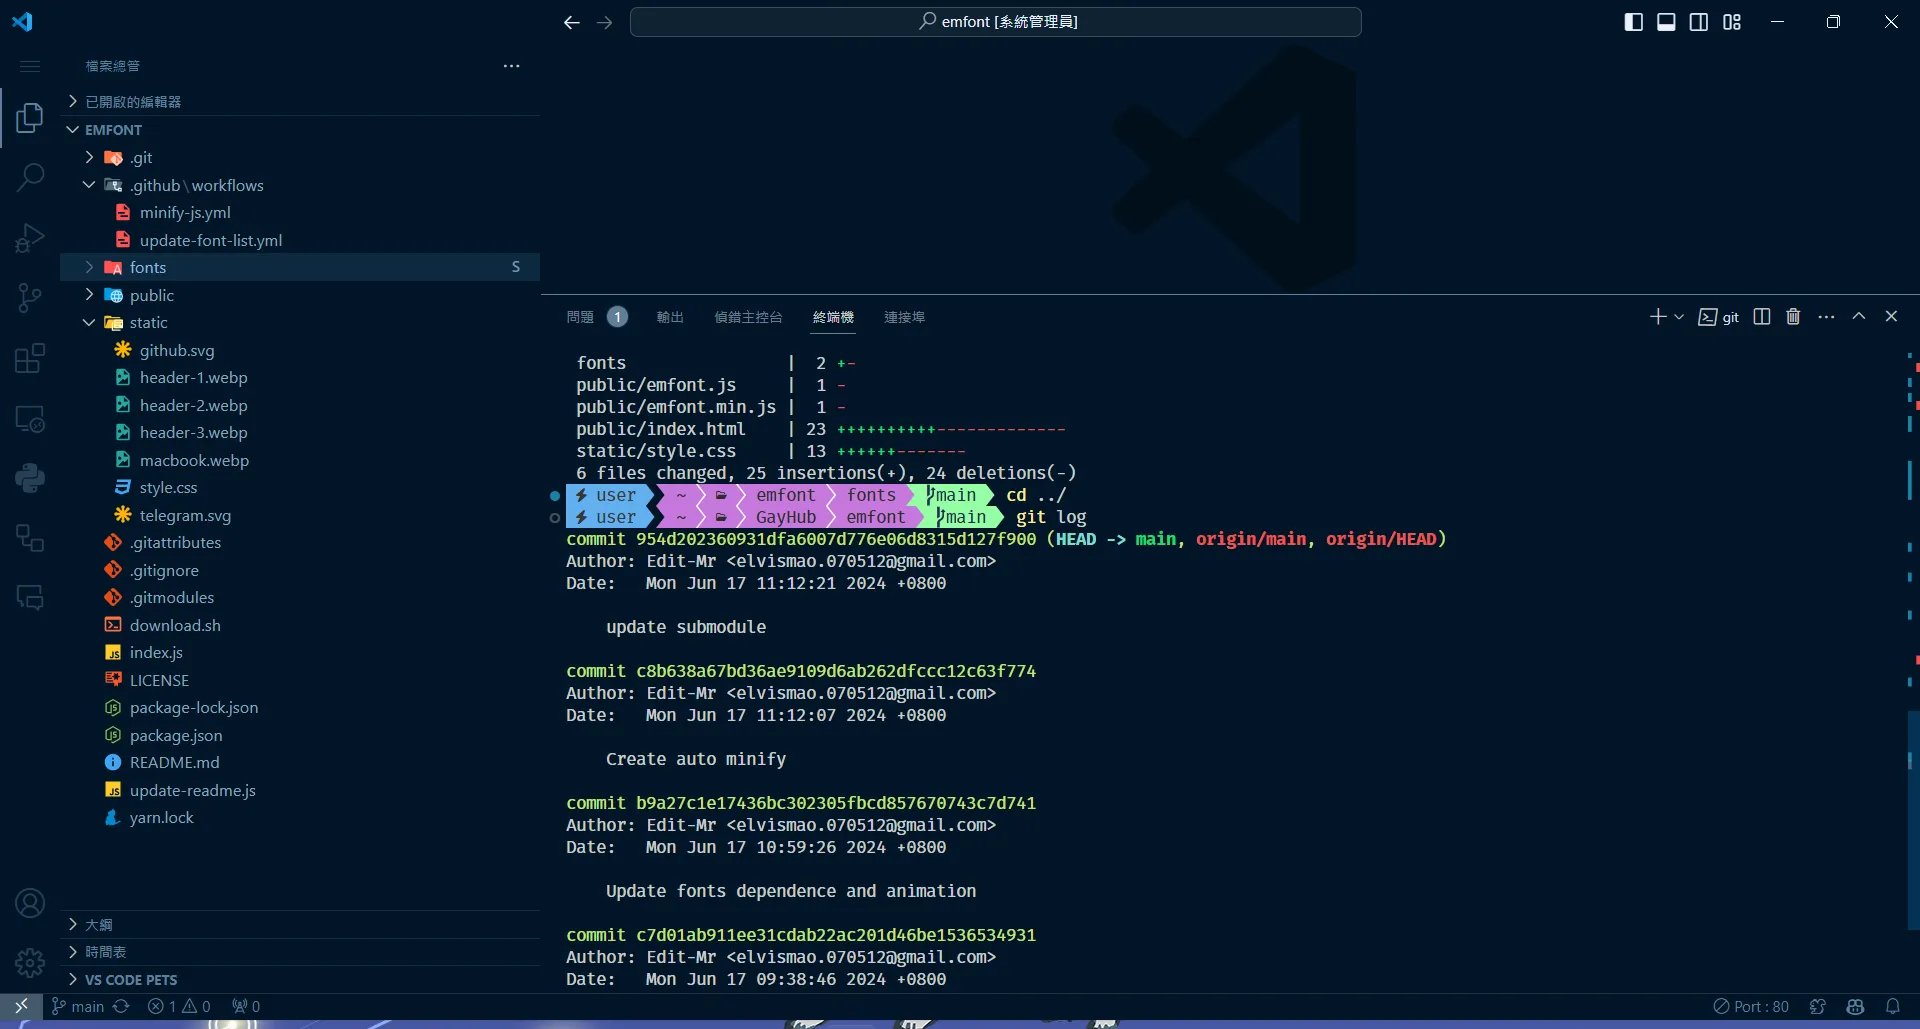 emfont [系統管理員]
檔案總管
已開啟的編輯器
EMFONT
.git
.github\workflows
minify-js.yml
update-font-list.yml
fonts S
public
static
github.svg
header-1.webp
header-2.webp
header-3.webp
macbook.webp
style.css
telegram.svg
.gitattributes
.gitignore
.gitmodules
download.sh
index.js
LICENSE
package-lock.json
package.json
README.md
update-readme.js
yarn.lock
大綱
時間表
VS CODE PETS
問題 1 輸出 偵錯主控台 終端機 連接埠 git
fonts | 2 +-
public/emfont.js | 1 -
public/emfont.min.js | 1 -
public/index.html | 23 ++++++++++-------------
static/style.css | 13 ++++++-------
6 files changed, 25 insertions(+), 24 deletions(-)
user ~ emfont fonts main cd ../
user ~ GayHub emfont main git log
commit 954d202360931dfa6007d776e06d8315d127f900 (HEAD -> main, origin/main, origin/HEAD)
Author: Edit-Mr <elvismao.070512@gmail.com>
Date: Mon Jun 17 11:12:21 2024 +0800
update submodule
commit c8b638a67bd36ae9109d6ab262dfccc12c63f774
Author: Edit-Mr <elvismao.070512@gmail.com>
Date: Mon Jun 17 11:12:07 2024 +0800
Create auto minify
commit b9a27c1e17436bc302305fbcd857670743c7d741
Author: Edit-Mr <elvismao.070512@gmail.com>
Date: Mon Jun 17 10:59:26 2024 +0800
Update fonts dependence and animation
commit c7d01ab911ee31cdab22ac201d46be1536534931
Author: Edit-Mr <elvismao.070512@gmail.com>
Date: Mon Jun 17 09:38:46 2024 +0800
main 1 0 0 Port : 80